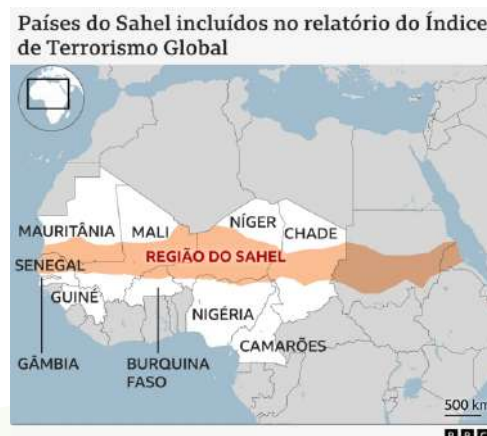 Países do Sahel incluídos no relatório do Índice
de Terrorismo Global
MAURITÂNIA
MALI
NÍGER
CHADE
REGIÃO DO SAHEL
SENEGAL
GUINÉ
NIGÉRIA
CAMARÕES
GÂMBIA
BURQUINA
FASO
500 km
BBC